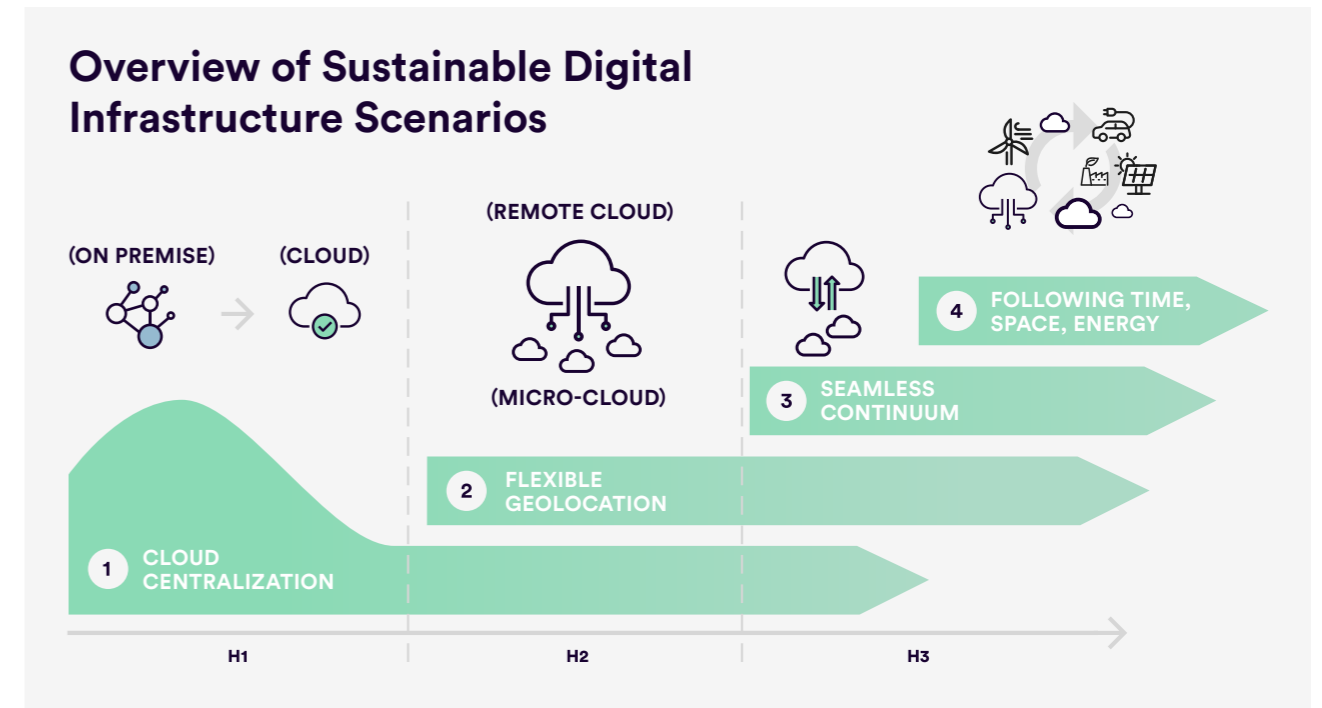 Overview of Sustainable Digital
Infrastructure Scenarios
(ON PREMISE)
(CLOUD)
(REMOTE CLOUD)
(MICRO-CLOUD)
4
FOLLOWING TIME,
SPACE, ENERGY
3
SEAMLESS
CONTINUUM
2
FLEXIBLE
GEOLOCATION
1
CLOUD
CENTRALIZATION
H1
H2
H3